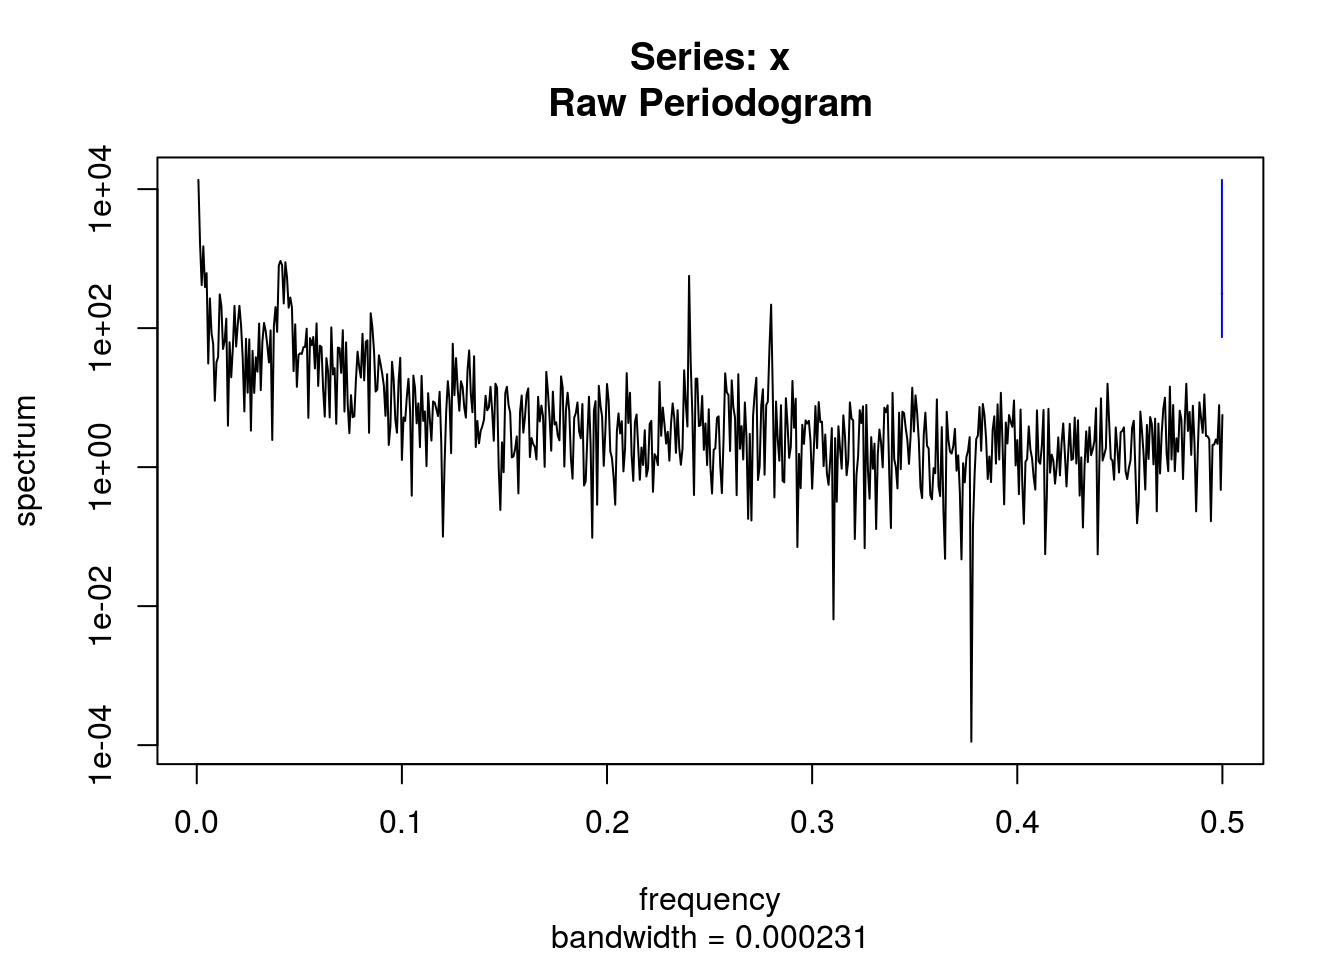 Series: x
Raw Periodogram
spectrum
1e+04
1e+02
1e+00
1e-02
1e-04
0.0 0.1 0.2 0.3 0.4 0.5
frequency
bandwidth = 0.000231